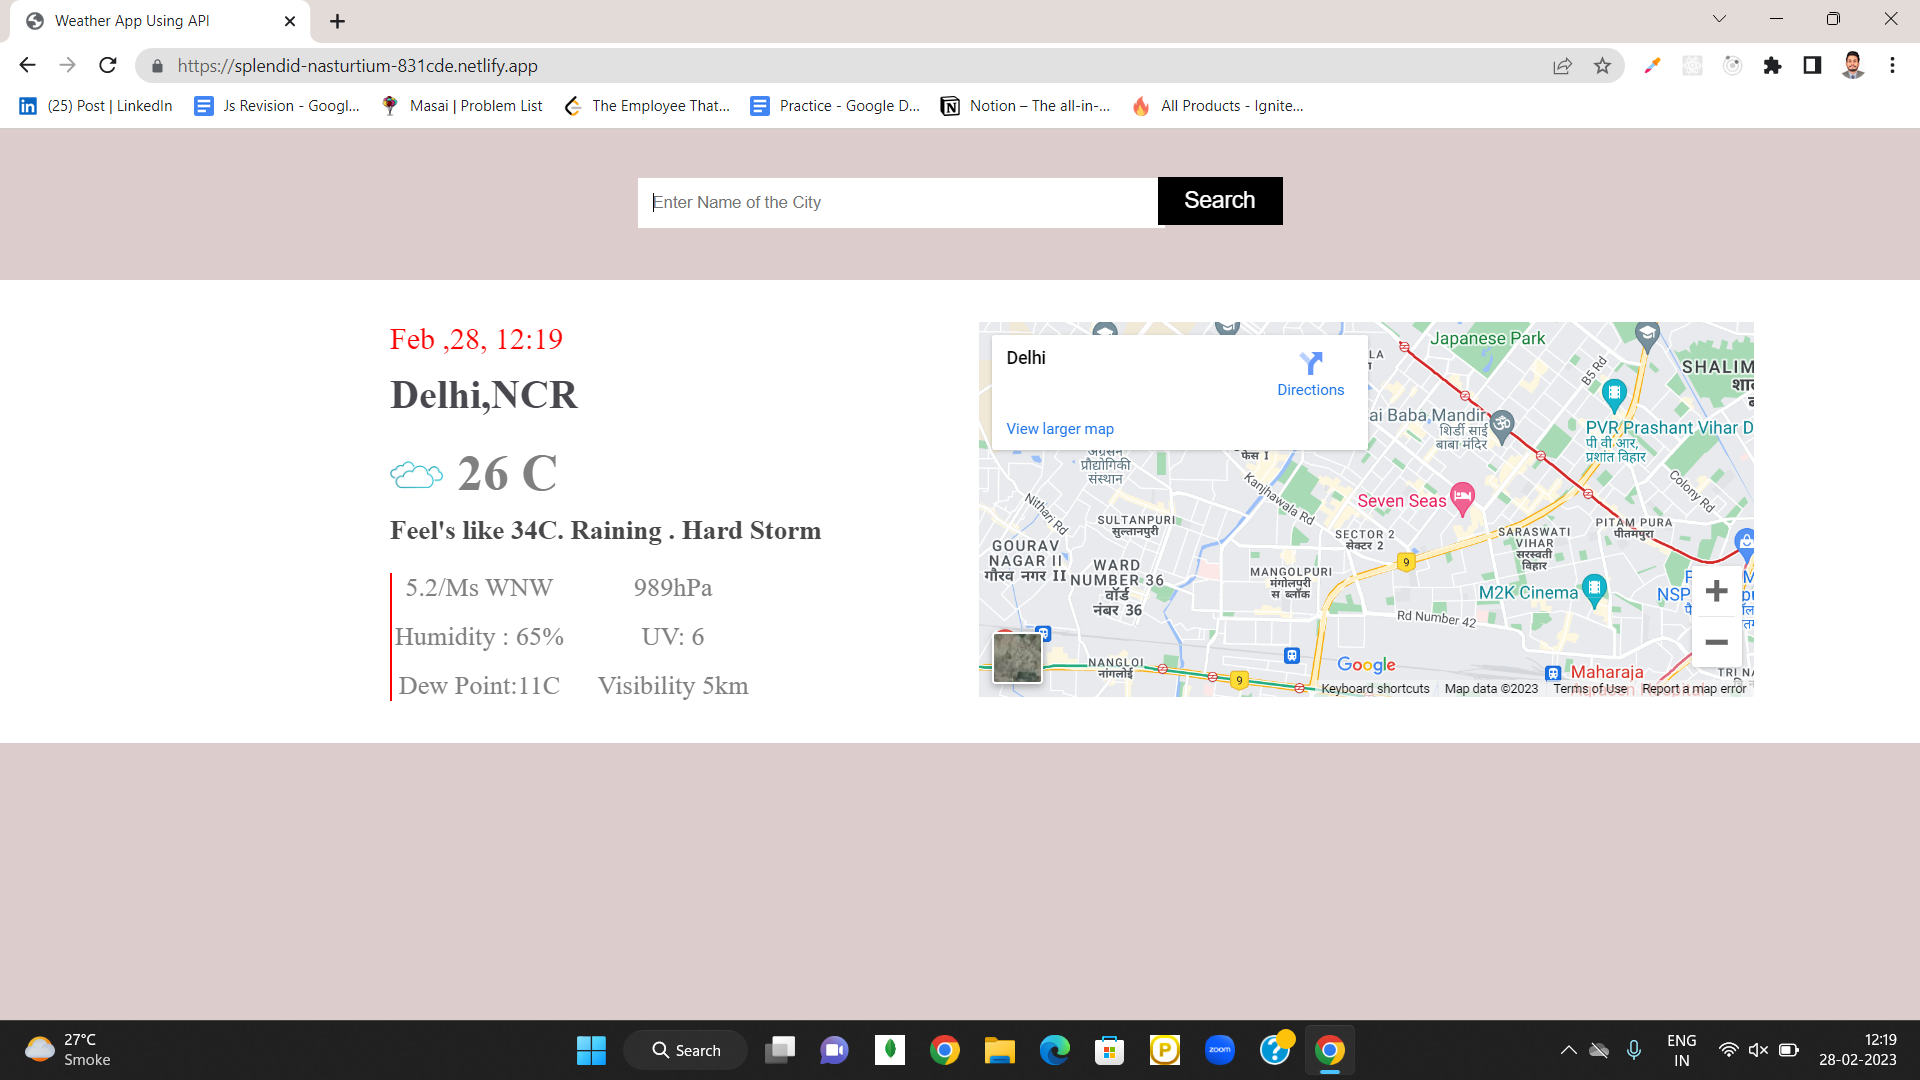 Weather App Using API
https://splendid-nasturtium-831cde.netlify.app
(25) Post | LinkedIn
Js Revision - Googl...
Masai | Problem List
The Employee That...
Practice - Google D...
Notion – The all-in-...
All Products - Ignite...
Enter Name of the City
Search
Feb ,28, 12:19
Delhi,NCR
26 C
Feel's like 34C. Raining . Hard Storm
5.2/Ms WNW
989hPa
Humidity : 65%
UV: 6
Dew Point:11C
Visibility 5km
Delhi
Directions
View larger map
Japanese Park
B5 Rd
SHALIM
Baba Mandir
शिर्डी साई
बाबा मंदिर
PVR Prashant Vihar D
पी वी आर,
प्रशांत विहार
प्रौद्योगिकी
संस्थान
फेस I
Nithari Rd
Kanjhawala Rd
Colony Rd
Seven Seas
SULTANPURI
सुल्तानपुरी
SECTOR 2
सेक्टर 2
SARASWATI
VIHAR
सरस्वती
विहार
PITAM PURA
पीतमपुरा
GOURAV
NAGAR II
गौरव नगर II
WARD
NUMBER 36
वॉर्ड
नंबर 36
MANGOLPURI
मंगोलपुरी
स ब्लॉक
9
M2K Cinema
NSP
Rd Number 42
NANGLOI
नांगलोई
9
Google
Maharaja
TRI NA
Keyboard shortcuts
Map data ©2023
Terms of Use
Report a map error
27°C
Smoke
Search
zoom
ENG
IN
12:19
28-02-2023